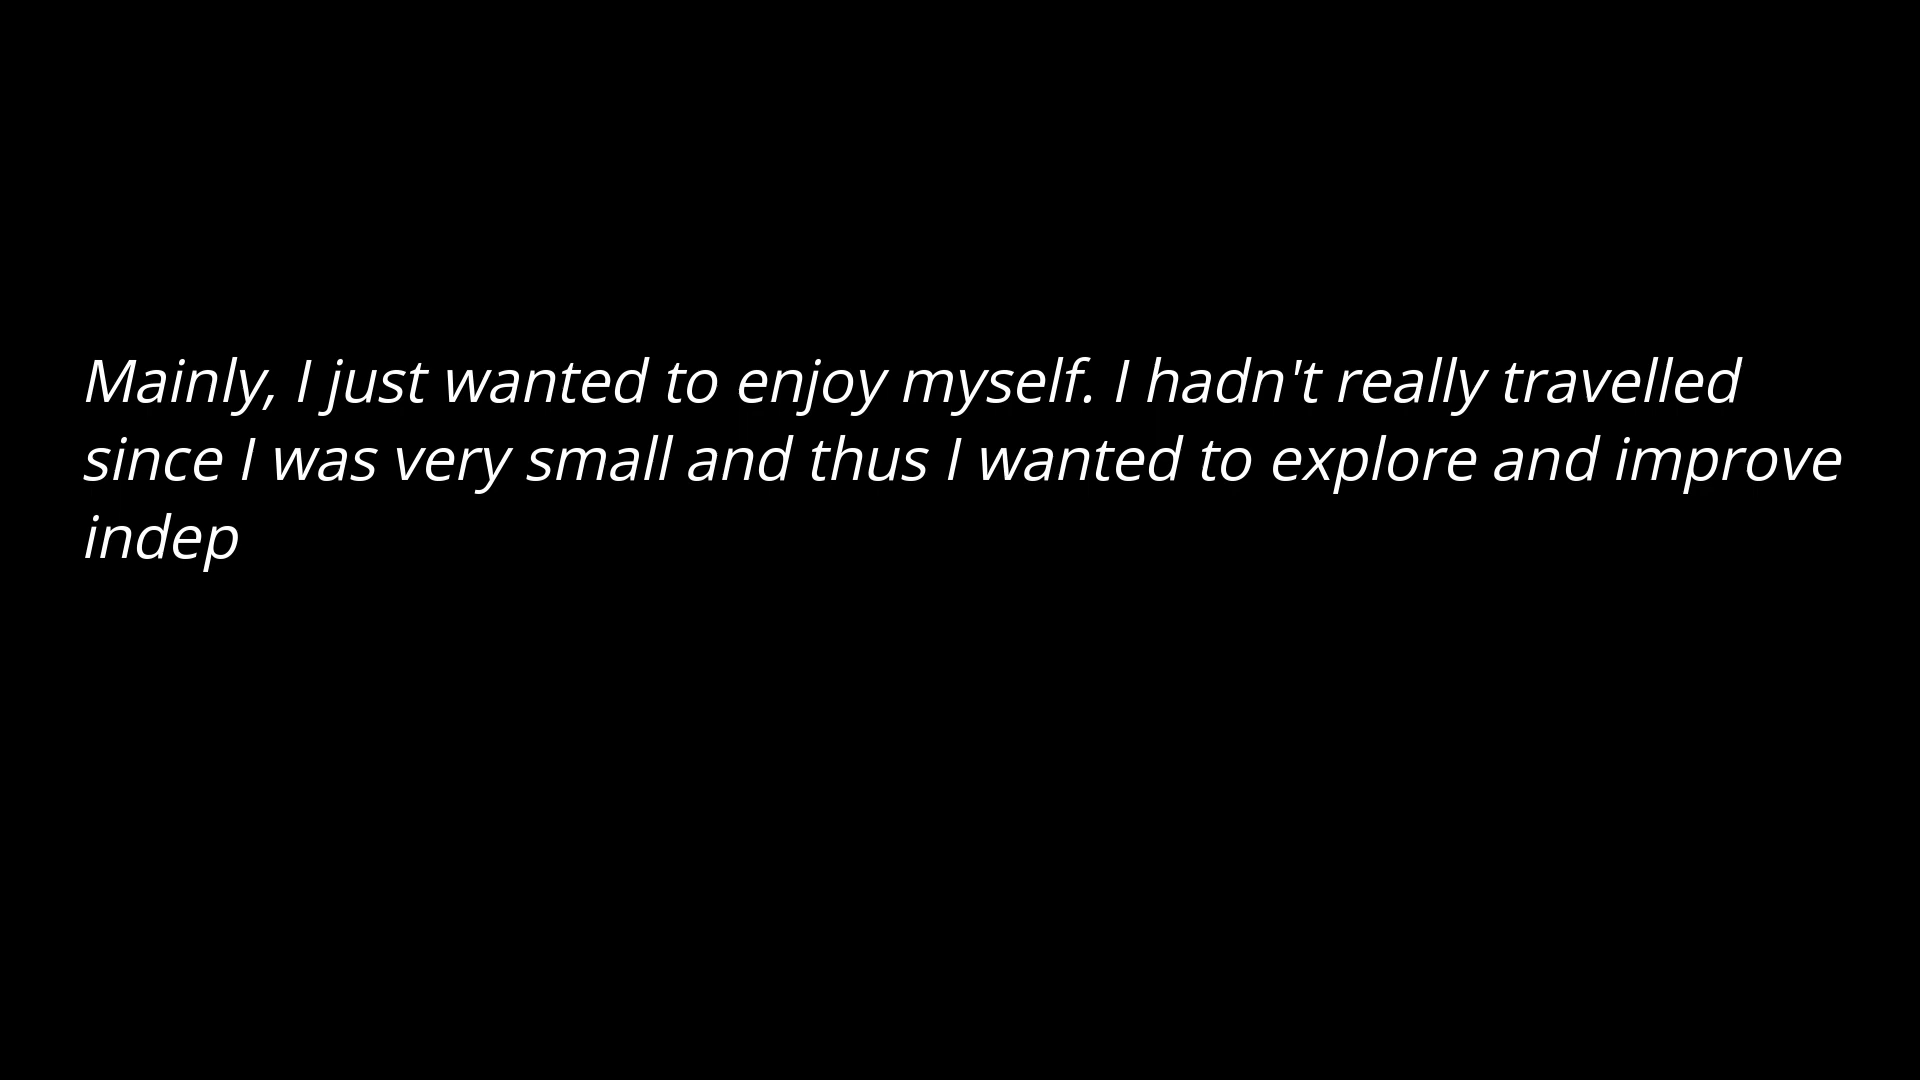 Mainly, I just wanted to enjoy myself. I hadn't really travelled
since I was very small and thus I wanted to explore and improve
indep